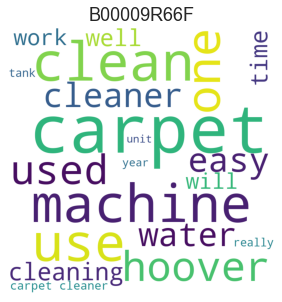 B00009R66F
work well
time
clean
one
cleaner
carpet
tank
unit
used
year
easy
will
machine
use
water
really
cleaning
hoover
carpet cleaner